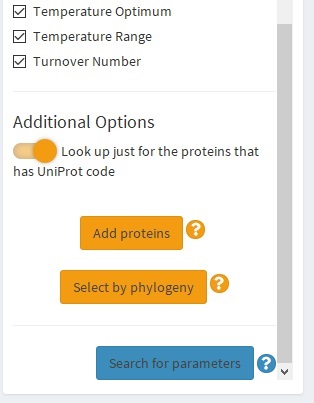 Temperature Optimum
Temperature Range
Turnover Number
Additional Options
Look up just for the proteins that
has UniProt code
Add proteins ?
Select by phylogeny ?
Search for parameters ?